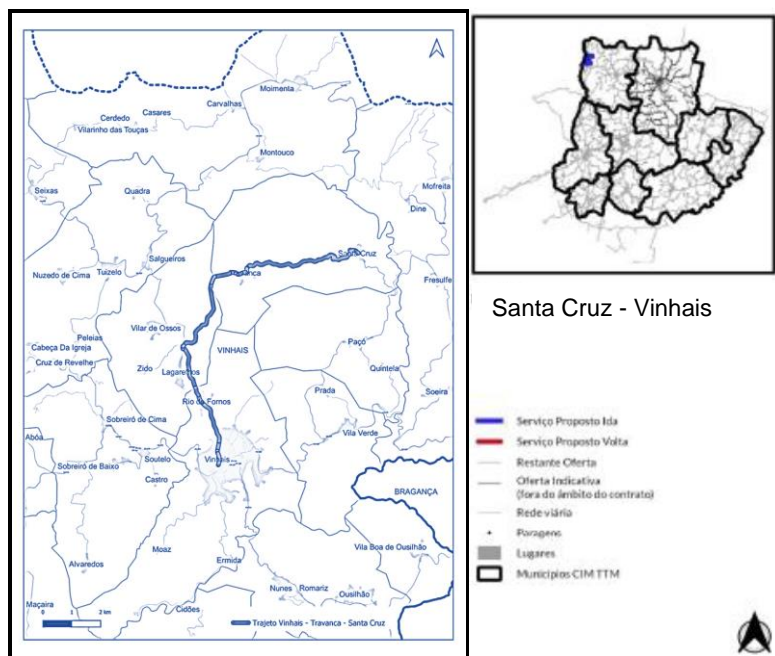 Moimenta
Carvalhas
Casares
Cerdedo
Vilarinho das Touças
Montouco
Seixas
Quadra
Mofreita
Dine
Santa Cruz
Salgueiros
Nuzedo de Cima
Tuizelo
Fresulfe
Vilar de Ossos
Peleias
Cabeça Da Igreja
VINHAIS
Paçó
Cruz de Revelhe
Zido
Lagarelhos
Quintela
Prada
Soeira
Rio de Fornos
Sobreiró de Cima
Vila Verde
Aboá
Soutelo
Vinhais
Sobreiró de Baixo
Castro
BRAGANÇA
Moaz
Vila Boa de Ousilhão
Alvaredos
Ermida
Nunes
Romariz
Ousilhão
Maçaira
Cidões
0 1 2 km
Trajeto Vinhais - Travanca - Santa Cruz
Santa Cruz - Vinhais
Serviço Proposto Ida
Serviço Proposto Volta
Restante Oferta
Oferta Indicativa
(fora do âmbito do contrato)
Rede viária
Paragens
Lugares
Municípios CIM TTM